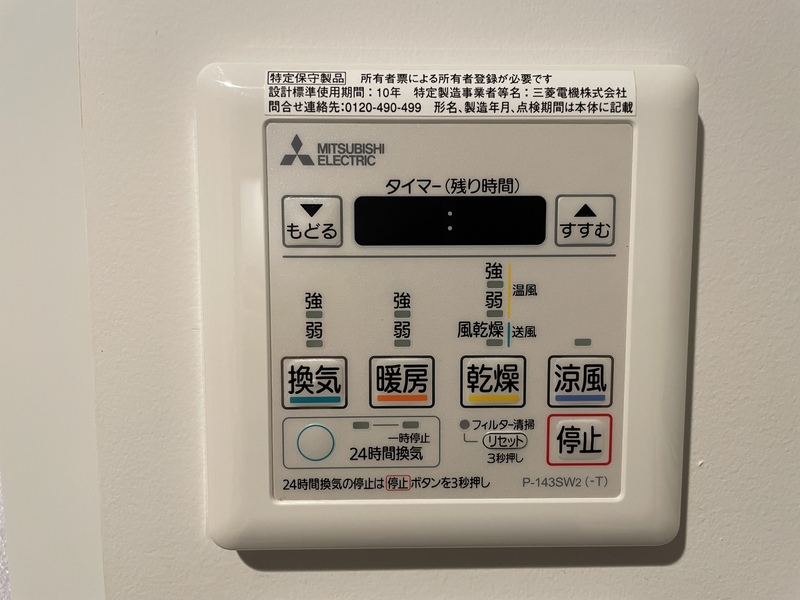 特定保守製品 所有者票による所有者登録が必要です
設計標準使用期間：10年 特定製造事業者等名：三菱電機株式会社
問合せ連絡先:0120-490-499 形名、製造年月、点検期間は本体に記載
MITSUBISHI
ELECTRIC
タイマー(残り時間)
▼
もどる
:
▲
すすむ
強
弱
強
弱
強
弱
温風
風乾燥
送風
換気
暖房
乾燥
涼風
一時停止
24時間換気
フィルター清掃
リセット
3秒押し
停止
24時間換気の停止は停止ボタンを3秒押し
P-143SW2(-T)